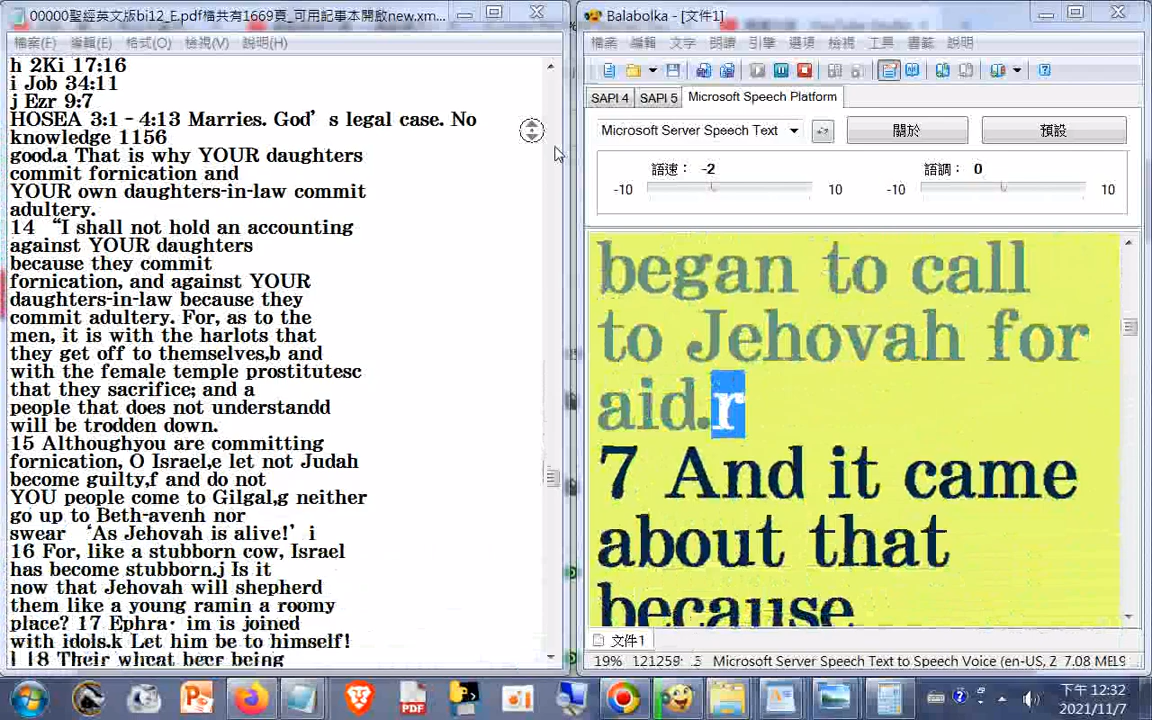 00000聖經英文版bi12_E.pdf檔共有1669頁_可用記事本開啟new.xm...
檔案(F) 編輯(E) 格式(O) 檢視(V) 說明(H)
h 2Ki 17:16
i Job 34:11
j Ezr 9:7
HOSEA 3:1–4:13 Marries. God’s legal case. No
knowledge 1156
good.a That is why YOUR daughters
commit fornication and
YOUR own daughters-in-law commit
adultery.
14 “I shall not hold an accounting
against YOUR daughters
because they commit
fornication, and against YOUR
daughters-in-law because they
commit adultery. For, as to the
men, it is with the harlots that
they get off to themselves,b and
with the female temple prostitutesc
that they sacrifice; and a
people that does not understandd
will be trodden down.
15 Althoughyou are committing
fornication, O Israel,e let not Judah
become guilty,f and do not
YOU people come to Gilgal,g neither
go up to Beth-avenh nor
swear ‘As Jehovah is alive!’ i
16 For, like a stubborn cow, Israel
has become stubborn.j Is it
now that Jehovah will shepherd
them like a young ramin a roomy
place? 17 Ephra·im is joined
with idols.k Let him be to himself!
l 18 Their wheat beer being
Balabolka - [文件1]
檔案 編輯 文字 朗讀 引擎 選項 檢視 工具 書籤 說明
SAPI 4 SAPI 5 Microsoft Speech Platform
Microsoft Server Speech Text 關於 預設
語速： -2 語調： 0
-10 10 -10 10
began to call
to Jehovah for
aid.r
7 And it came
about that
because
文件1
19% Microsoft Server Speech Text to Speech Voice (en-US, Z 7.08 ME
下午 12:32
2021/11/7